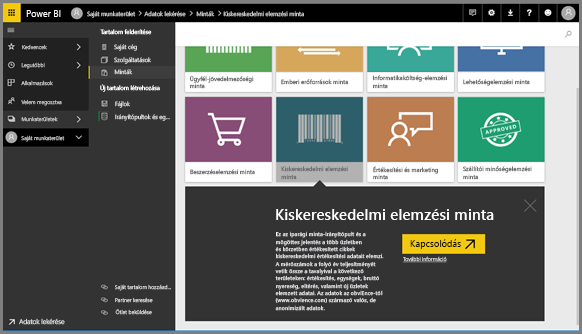 Power BI
Saját munkaterület > Adatok lekérése > Minták > Kiskereskedelmi elemzési minta
Kedvencek
Legutóbbi
Alkalmazások
Velem megosztva
Munkaterületek
Saját munkaterület
Adatok lekérése
Tartalom felderítése
Saját cég
Szolgáltatások
Minták
Új tartalom létrehozása
Fájlok
Irányítópultok és eg...
Saját tartalom hozzáad...
Partner keresése
Ötlet beküldése
Ügyfél-jövedelmezőségi minta
Emberi erőforrások minta
Informatikaköltség-elemzési minta
Lehetőségelemzési minta
APPROVED
Beszerzéselemzési minta
Kiskereskedelmi elemzési minta
Értékesítési és marketing minta
Szállítói minőségelemzési minta
Kiskereskedelmi elemzési minta
Ez az iparági minta-irányítópult és a
mögöttes jelentés a több üzletben
és körzetben értékesített cikkek
kiskereskedelmi értékesítési adatait elemzi.
A mérőszámok a folyó év teljesítményét
vetik össze a tavalyival a következő
területeken: értékesítés, egységek, bruttó
nyereség, eltérés, valamint új üzletek
elemzett adatai. Az adatok az obviEnce-től
(www.obvience.com) származó valós, de
anonimizált adatok.
Kapcsolódás
További információ